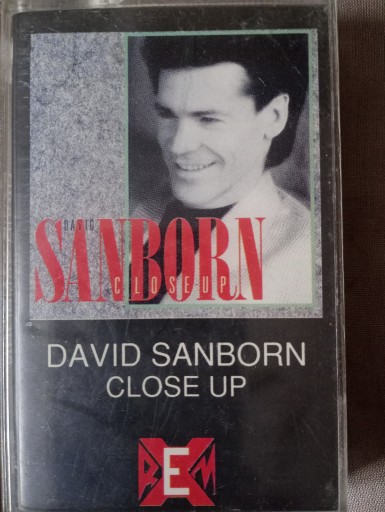 DAVID
SANBORN
CLOSE-UP
DAVID SANBORN
CLOSE UP
REM